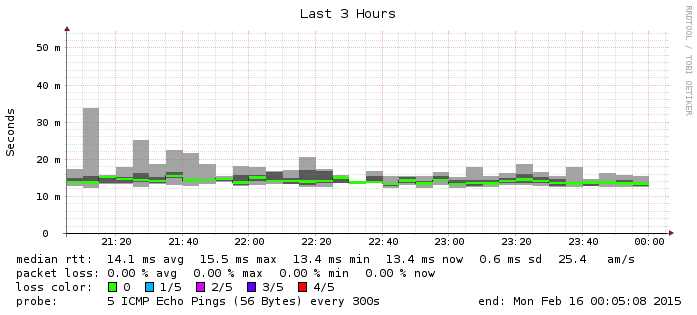 Last 3 Hours
RRDTOOL / TOBI OETIKER
Seconds
50 m
40 m
30 m
20 m
10 m
0
21:20 21:40 22:00 22:20 22:40 23:00 23:20 23:40 00:00
median rtt: 14.1 ms avg 15.5 ms max 13.4 ms min 13.4 ms now 0.6 ms sd 25.4 am/s
packet loss: 0.00 % avg 0.00 % max 0.00 % min 0.00 % now
loss color: 0 1/5 2/5 3/5 4/5
probe: 5 ICMP Echo Pings (56 Bytes) every 300s end: Mon Feb 16 00:05:08 2015